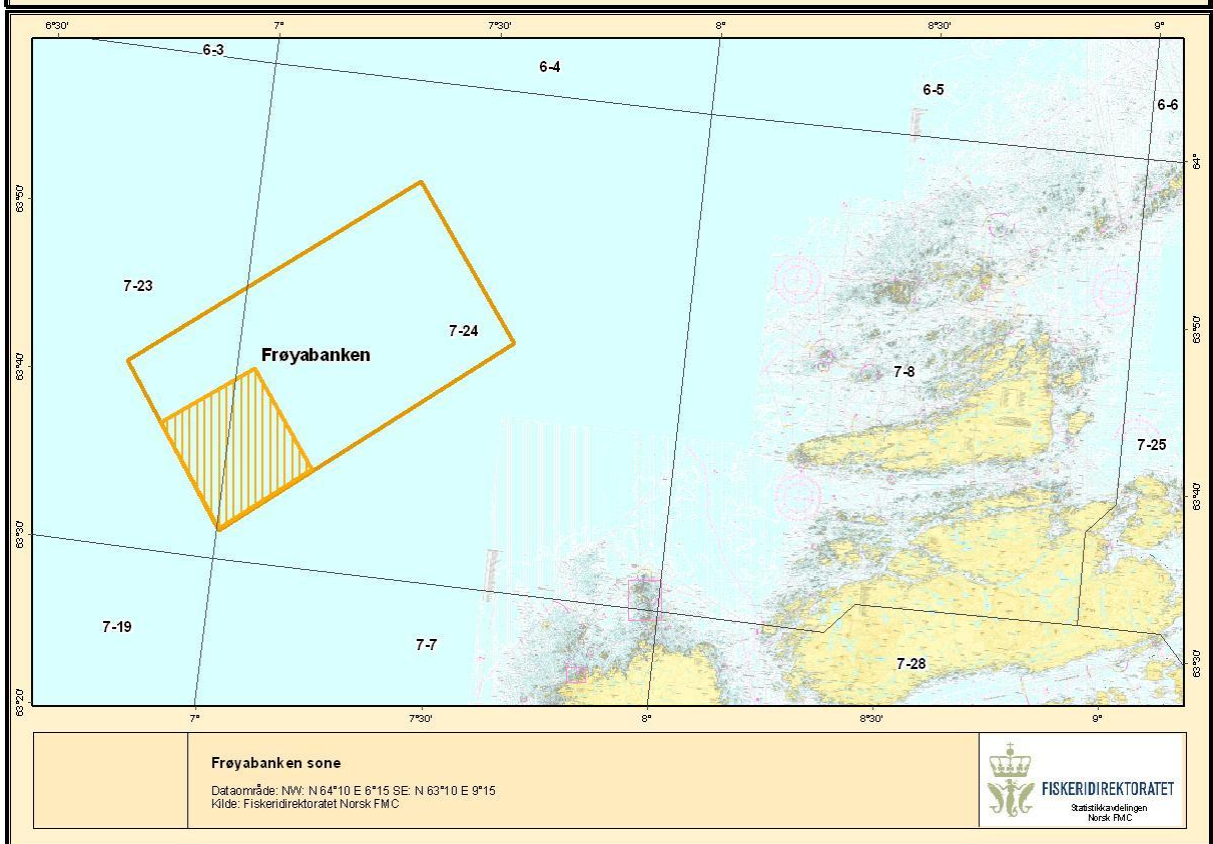 6°30' 7° 7°30' 8° 8°30' 9°
6-3
6-4
6-5
6-6
64°
63°50'
7-23
7-24
63°50'
Frøyabanken
63°40'
7-8
7-25
63°40'
63°30'
7-19
7-7
7-28
63°30'
63°20'
7° 7°30' 8° 8°30' 9°
Frøyabanken sone
Dataområde: NW: N 64°10 E 6°15 SE: N 63°10 E 9°15
Kilde: Fiskeridirektoratet Norsk FMC
FISKERIDIREKTORATET
Statistikkavdelingen
Norsk FMC